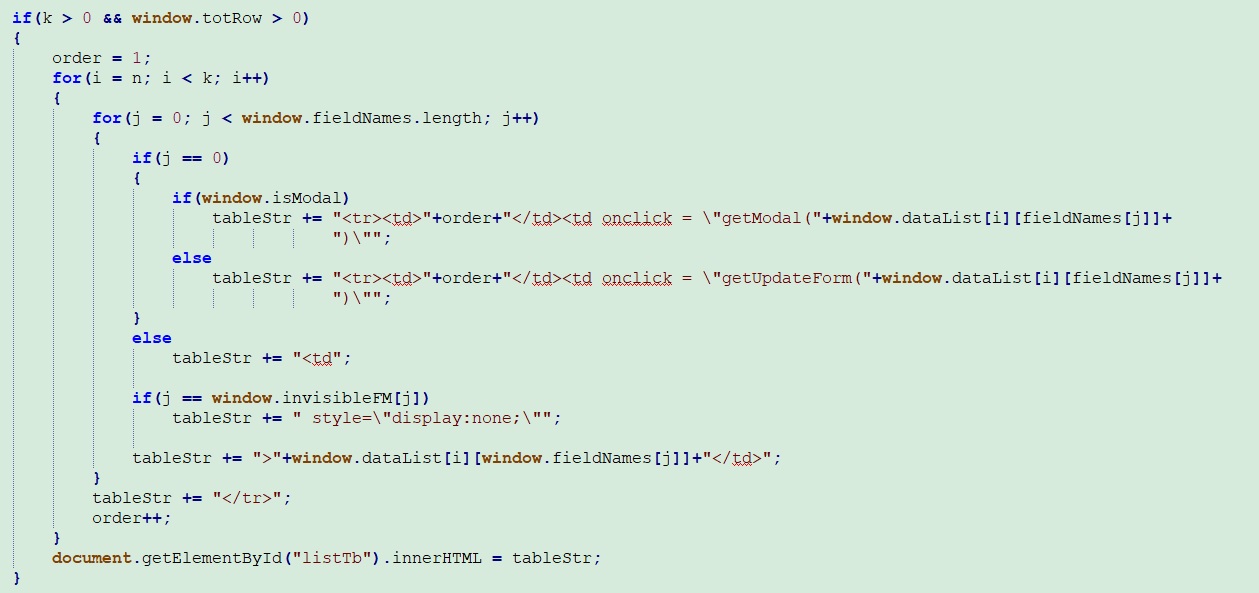 if(k > 0 && window.totRow > 0)
{
    order = 1;
    for(i = n; i < k; i++)
    {
        for(j = 0; j < window.fieldNames.length; j++)
        {
            if(j == 0)
            {
                if(window.isModal)
                    tableStr += "<tr><td>"+order+"</td><td onclick = \"getModal("+window.dataList[i][fieldNames[j]]+
                                ")\"";
                else
                    tableStr += "<tr><td>"+order+"</td><td onclick = \"getUpdateForm("+window.dataList[i][fieldNames[j]]+
                                ")\"";
            }
            else
                tableStr += "<td";

            if(j == window.invisibleFM[j])
                tableStr += " style=\"display:none;\"";

            tableStr += ">"+window.dataList[i][window.fieldNames[j]]+"</td>";
        }
        tableStr += "</tr>";
        order++;
    }
    document.getElementById("listTb").innerHTML = tableStr;
}